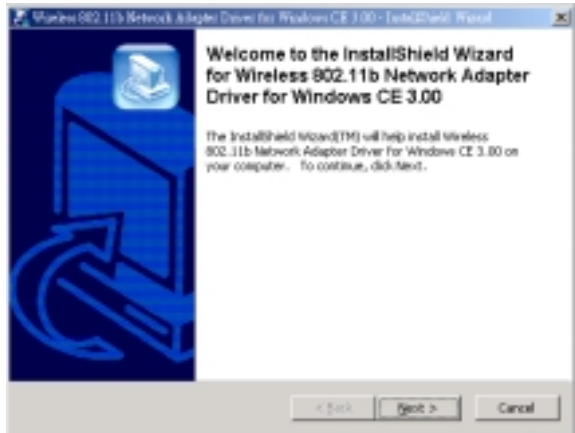 Wireless 802.11b Network Adapter Driver for Windows CE 3.00 - InstallShield Wizard
Welcome to the InstallShield Wizard
for Wireless 802.11b Network Adapter
Driver for Windows CE 3.00
The InstallShield Wizard(TM) will help install Wireless
802.11b Network Adapter Driver for Windows CE 3.00 on
your computer. To continue, click Next.
< Back
Next >
Cancel